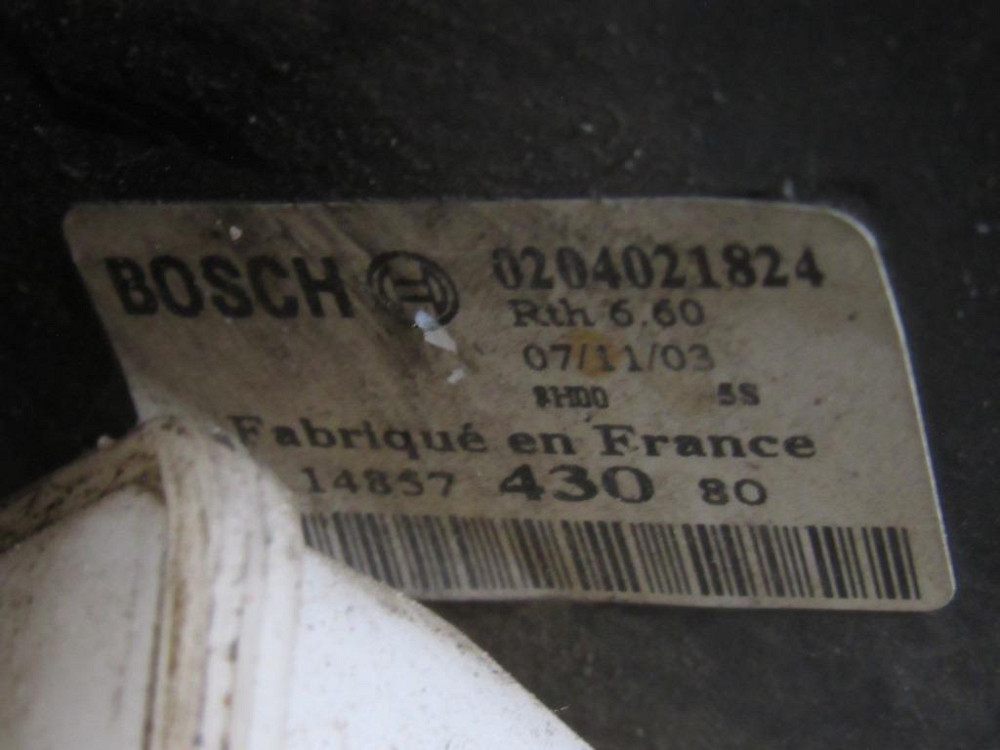 BOSCH 0204021824
Rth 6.60
07/11/03
5S
Fabriqué en France
14857 430 80